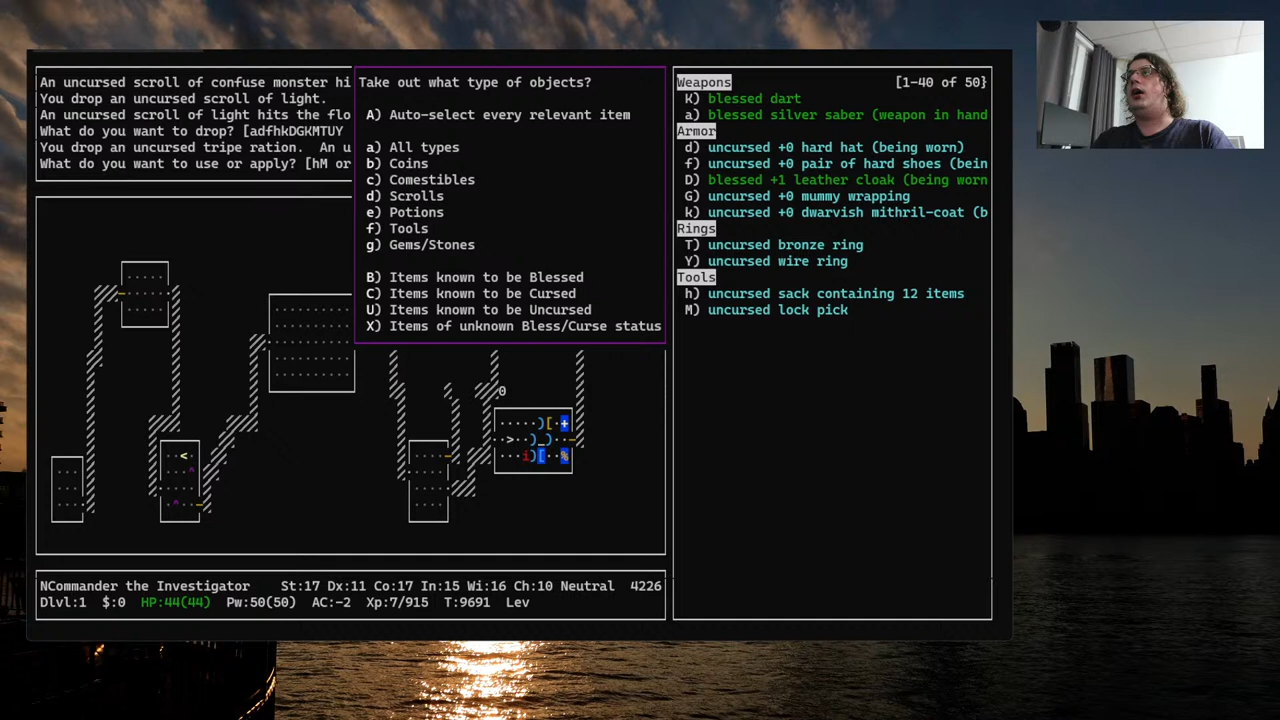 An uncursed scroll of confuse monster hi
You drop an uncursed scroll of light.
An uncursed scroll of light hits the flo
What do you want to drop? [adfhkDGKMTUY
You drop an uncursed tripe ration. An u
What do you want to use or apply? [hM or
Take out what type of objects?
A) Auto-select every relevant item
a) All types
b) Coins
c) Comestibles
d) Scrolls
e) Potions
f) Tools
g) Gems/Stones
B) Items known to be Blessed
C) Items known to be Cursed
U) Items known to be Uncursed
X) Items of unknown Bless/Curse status
Weapons [1-40 of 50}
K) blessed dart
a) blessed silver saber (weapon in hand
Armor
d) uncursed +0 hard hat (being worn)
f) uncursed +0 pair of hard shoes (bein
D) blessed +1 leather cloak (being worn
G) uncursed +0 mummy wrapping
k) uncursed +0 dwarvish mithril-coat (b
Rings
T) uncursed bronze ring
Y) uncursed wire ring
Tools
h) uncursed sack containing 12 items
M) uncursed lock pick
NCommander the Investigator St:17 Dx:11 Co:17 In:15 Wi:16 Ch:10 Neutral 4226
Dlvl:1 $:0 HP:44(44) Pw:50(50) AC:-2 Xp:7/915 T:9691 Lev